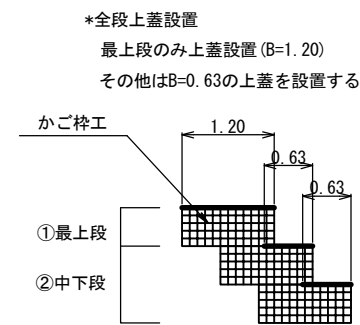 *全段上蓋設置
最上段のみ上蓋設置(B=1.20)
その他はB=0.63の上蓋を設置する
かご枠工
1.20
0.63
0.63
①最上段
②中下段